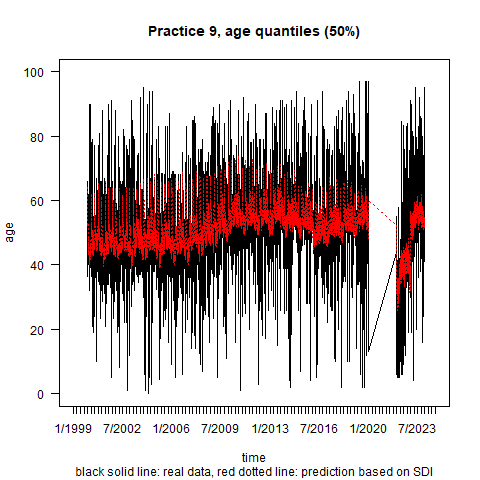 Practice 9, age quantiles (50%)
100
80
60
40
20
0
age
1/1999 7/2002 1/2006 7/2009 1/2013 7/2016 1/2020 7/2023
time
black solid line: real data, red dotted line: prediction based on SDI